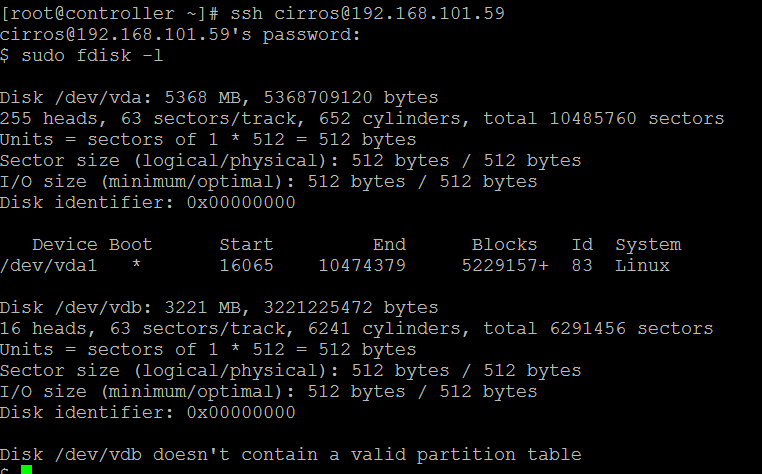 [root@controller ~]# ssh cirros@192.168.101.59
cirros@192.168.101.59's password:
$ sudo fdisk -l
Disk /dev/vda: 5368 MB, 5368709120 bytes
255 heads, 63 sectors/track, 652 cylinders, total 10485760 sectors
Units = sectors of 1 * 512 = 512 bytes
Sector size (logical/physical): 512 bytes / 512 bytes
I/O size (minimum/optimal): 512 bytes / 512 bytes
Disk identifier: 0x00000000
Device Boot Start End Blocks Id System
/dev/vda1 * 16065 10474379 5229157+ 83 Linux
Disk /dev/vdb: 3221 MB, 3221225472 bytes
16 heads, 63 sectors/track, 6241 cylinders, total 6291456 sectors
Units = sectors of 1 * 512 = 512 bytes
Sector size (logical/physical): 512 bytes / 512 bytes
I/O size (minimum/optimal): 512 bytes / 512 bytes
Disk identifier: 0x00000000
Disk /dev/vdb doesn't contain a valid partition table
$